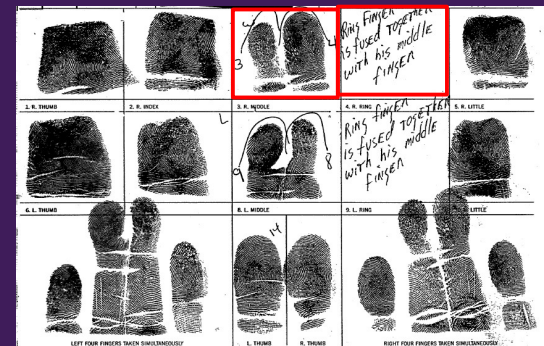 Ring Finger
is fused together
with his middle
finger
3
4
1. R. THUMB
2. R. INDEX
3. R. MIDDLE
4. R. RING
5. R. LITTLE
L
Ring finger
is fused together
with his middle
finger
9
8
6. L. THUMB
8. L. MIDDLE
9. L. RING
LITTLE
14
LEFT FOUR FINGERS TAKEN SIMULTANEOUSLY
L. THUMB
R. THUMB
RIGHT FOUR FINGERS TAKEN SIMULTANEOUSLY